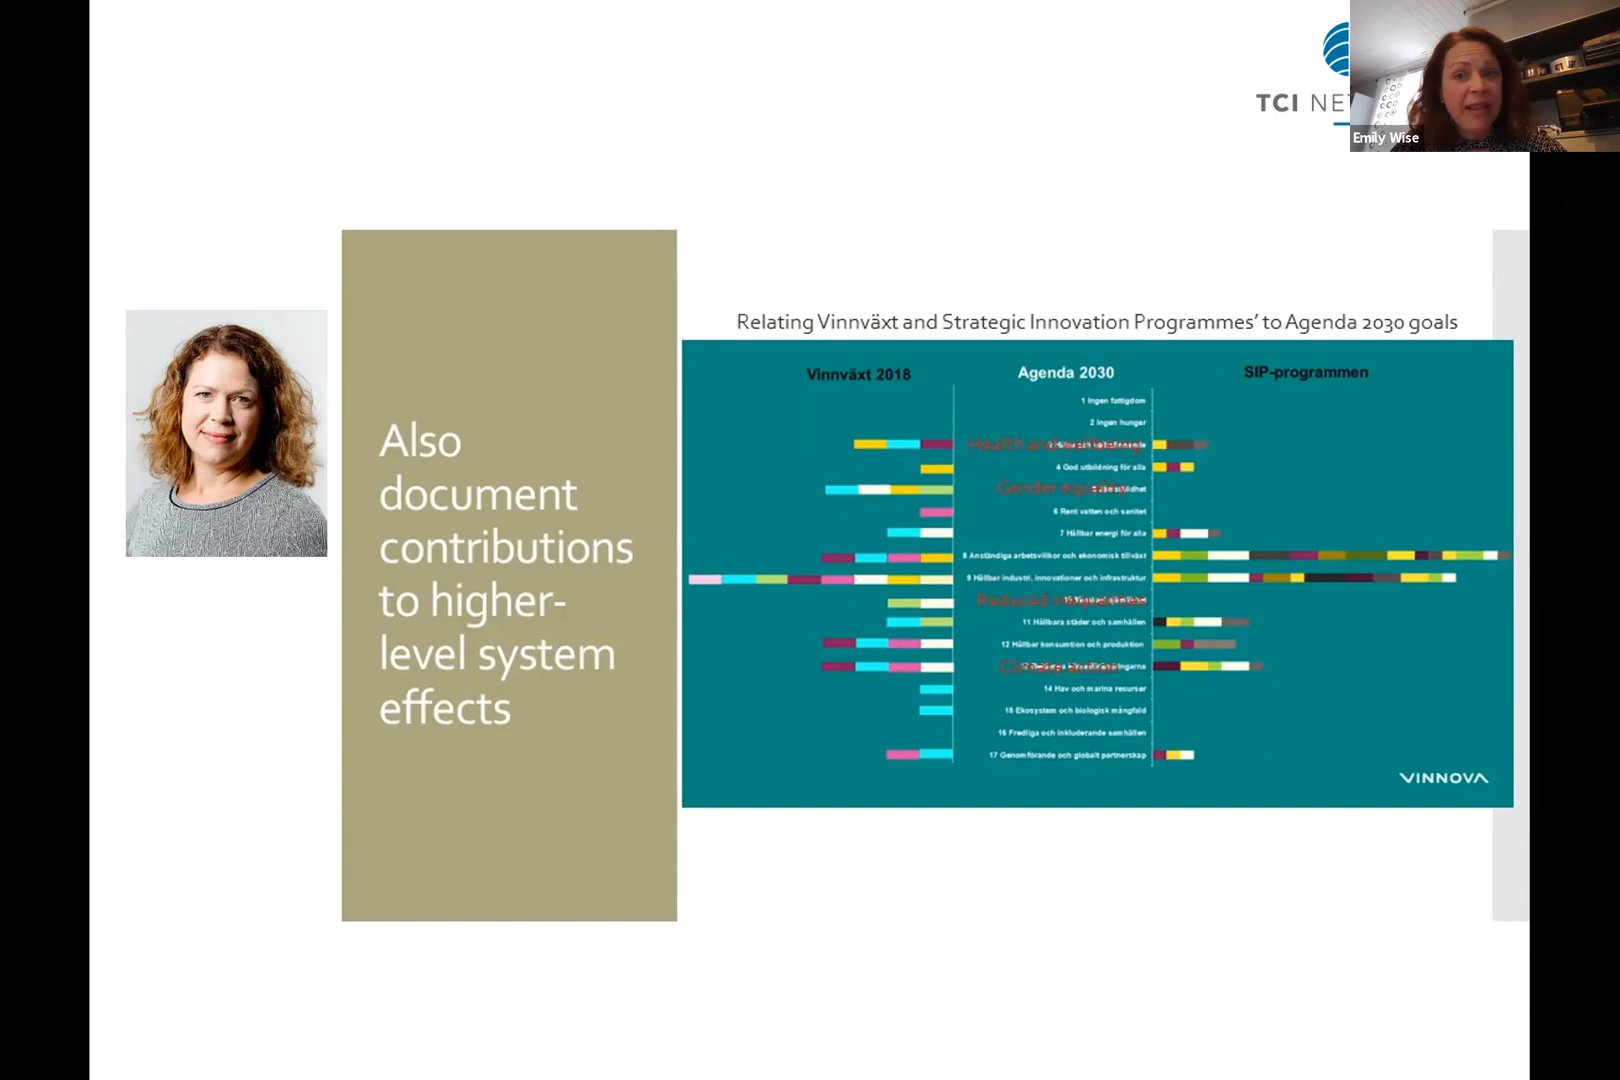 TCI NET
Emily Wise
Also
document
contributions
to higher-
level system
effects
Relating Vinnväxt and Strategic Innovation Programmes’ to Agenda 2030 goals
Vinnväxt 2018
Agenda 2030
SIP-programmen
1 Ingen fattigdom
2 Ingen hunger
Health and wellbeing
4 God utbildning för alla
Gender equality
6 Rent vatten och sanitet
7 Hållbar energi för alla
8 Anständiga arbetsvillkor och ekonomisk tillväxt
9 Hållbar industri, innovationer och infrastruktur
Reduced inequalities
11 Hållbara städer och samhällen
12 Hållbar konsumtion och produktion
Climate action
14 Hav och marina resurser
15 Ekosystem och biologisk mångfald
16 Fredliga och inkluderande samhällen
17 Genomförande och globalt partnerskap
VINNOVA